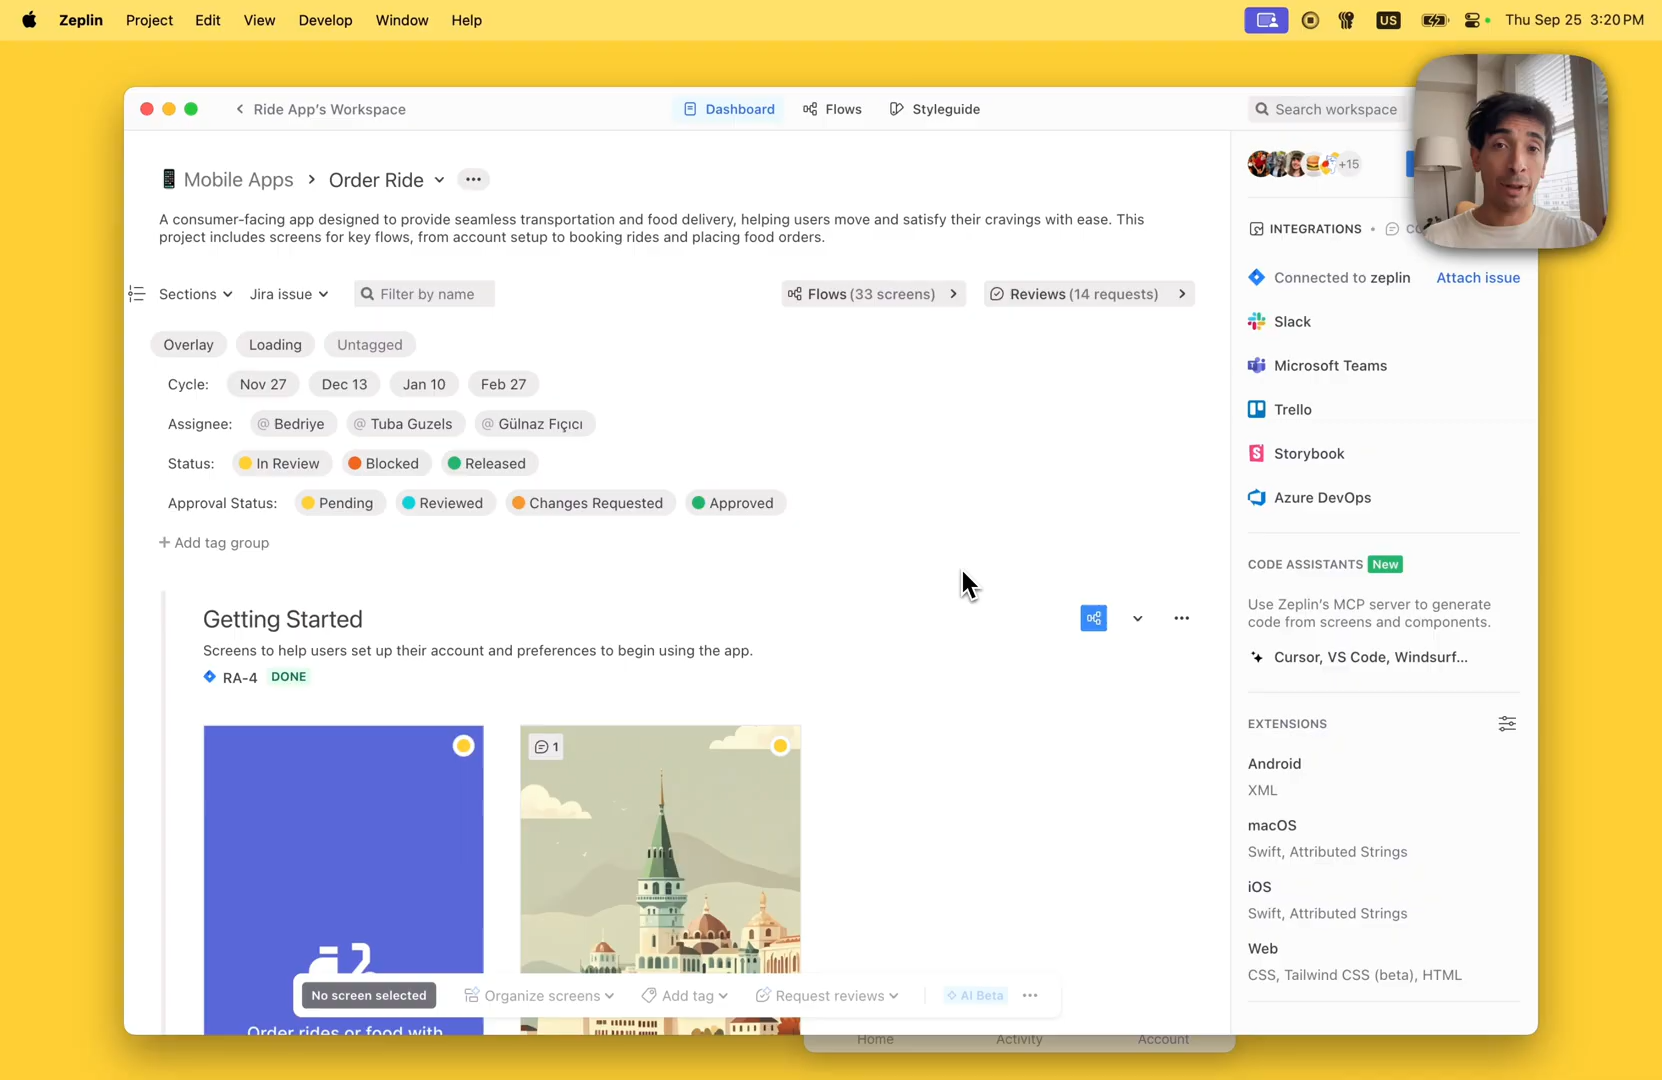 Zeplin Project Edit View Develop Window Help US Thu Sep 25 3:20 PM
Ride App's Workspace Dashboard Flows Styleguide Search workspace
Mobile Apps > Order Ride
+15
A consumer-facing app designed to provide seamless transportation and food delivery, helping users move and satisfy their cravings with ease. This
project includes screens for key flows, from account setup to booking rides and placing food orders.
Sections Jira issue Filter by name Flows (33 screens) Reviews (14 requests)
Overlay Loading Untagged
Cycle: Nov 27 Dec 13 Jan 10 Feb 27
Assignee: @ Bedriye @ Tuba Guzels @ Gülnaz Fıçıcı
Status: In Review Blocked Released
Approval Status: Pending Reviewed Changes Requested Approved
+ Add tag group
Getting Started
Screens to help users set up their account and preferences to begin using the app.
RA-4 DONE
1
Order rides or food with
No screen selected Organize screens Add tag Request reviews AI Beta
Home Activity Account
INTEGRATIONS
Connected to zeplin Attach issue
Slack
Microsoft Teams
Trello
Storybook
Azure DevOps
CODE ASSISTANTS New
Use Zeplin's MCP server to generate
code from screens and components.
Cursor, VS Code, Windsurf...
EXTENSIONS
Android
XML
macOS
Swift, Attributed Strings
iOS
Swift, Attributed Strings
Web
CSS, Tailwind CSS (beta), HTML